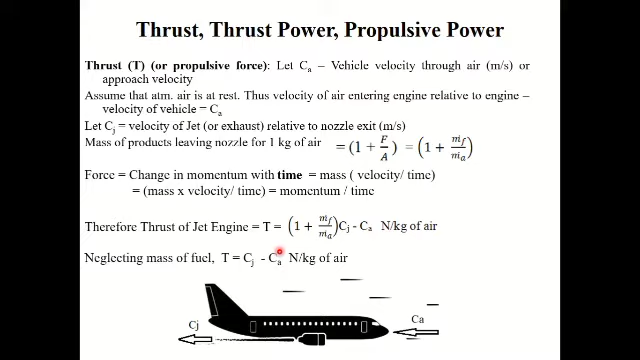 Thrust, Thrust Power, Propulsive Power
Thrust (T) (or propulsive force): Let Ca – Vehicle velocity through air (m/s) or
approach velocity
Assume that atm. air is at rest. Thus velocity of air entering engine relative to engine –
velocity of vehicle = Ca
Let Cj = velocity of Jet (or exhaust) relative to nozzle exit (m/s)
Mass of products leaving nozzle for 1 kg of air = (1 + F/A) = (1 + ṁf/ṁa)
Force = Change in momentum with time = mass ( velocity/ time)
= (mass x velocity/ time) = momentum / time
Therefore Thrust of Jet Engine = T = (1 + ṁf/ṁa)Cj - Ca N/kg of air
Neglecting mass of fuel, T = Cj - Ca N/kg of air
Cj Ca